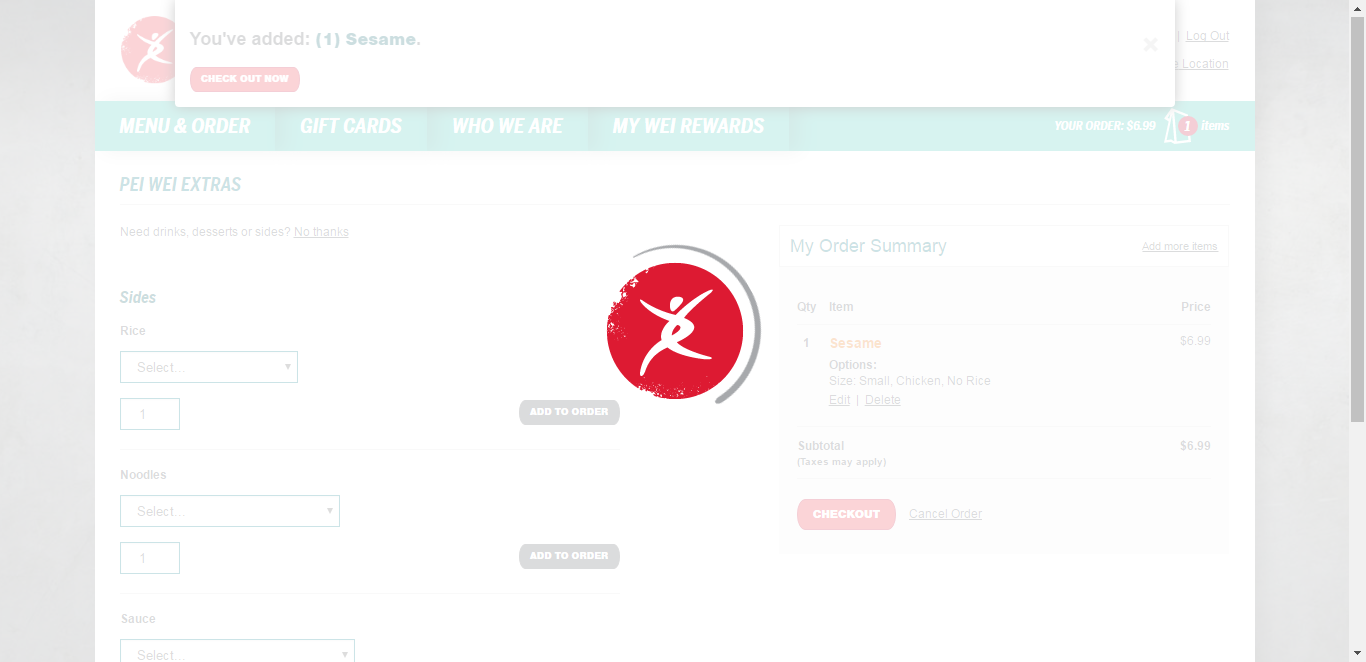 You've added: (1) Sesame.
CHECK OUT NOW
| Log Out
Location
MENU & ORDER GIFT CARDS WHO WE ARE MY WEI REWARDS YOUR ORDER: $6.99 1 items
PEI WEI EXTRAS
Need drinks, desserts or sides? No thanks
My Order Summary Add more items
Sides
Qty Item Price
Rice
1 Sesame $6.99
Select...
Options:
Size: Small, Chicken, No Rice
Edit | Delete
1 ADD TO ORDER
Subtotal $6.99
(Taxes may apply)
Noodles
Select...
CHECKOUT Cancel Order
1 ADD TO ORDER
Sauce
Select...